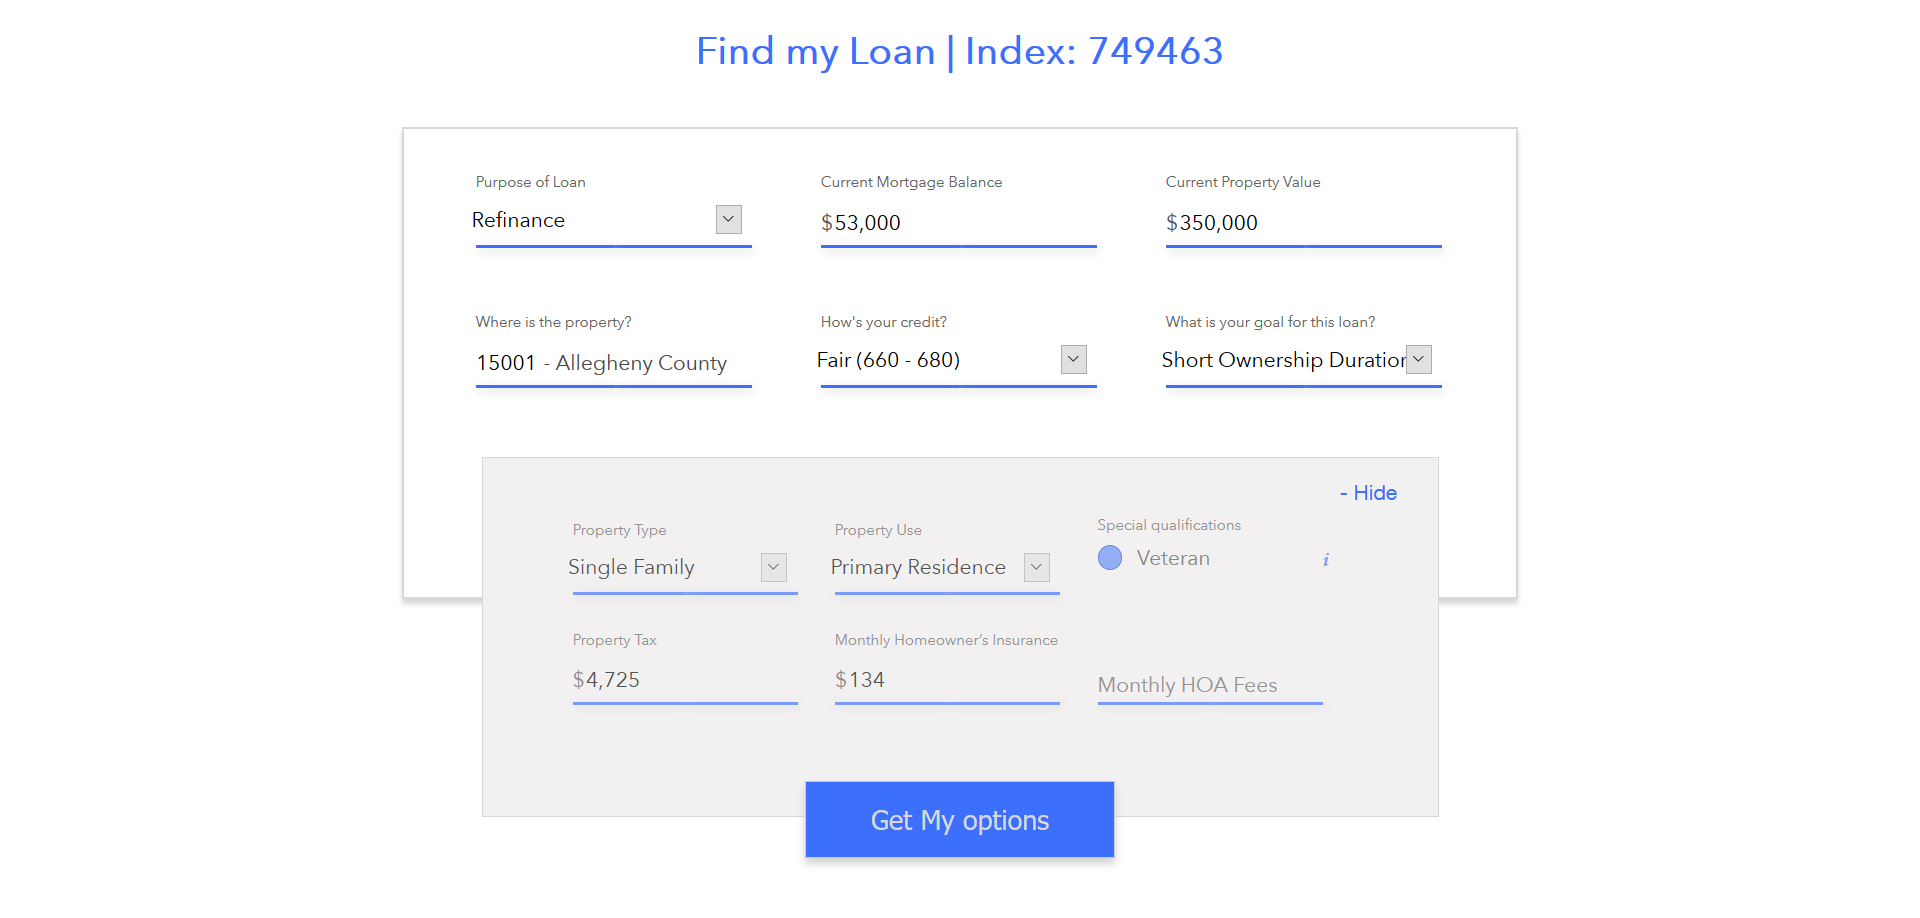 Find my Loan | Index: 749463
Purpose of Loan
Refinance
Current Mortgage Balance
$53,000
Current Property Value
$350,000
Where is the property?
15001 - Allegheny County
How's your credit?
Fair (660 - 680)
What is your goal for this loan?
Short Ownership Duration
- Hide
Property Type
Single Family
Property Use
Primary Residence
Special qualifications
Veteran
i
Property Tax
$4,725
Monthly Homeowner’s Insurance
$134
Monthly HOA Fees
Get My options